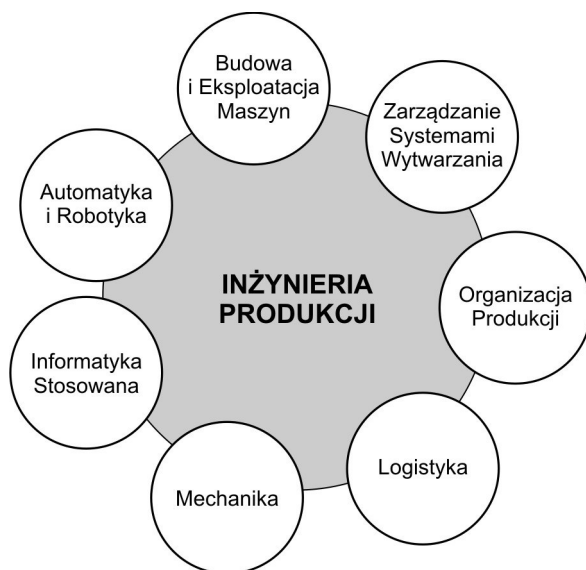 Budowa
i Eksploatacja
Maszyn
Zarządzanie
Systemami
Wytwarzania
Automatyka
i Robotyka
INŻYNIERIA
PRODUKCJI
Organizacja
Produkcji
Informatyka
Stosowana
Logistyka
Mechanika